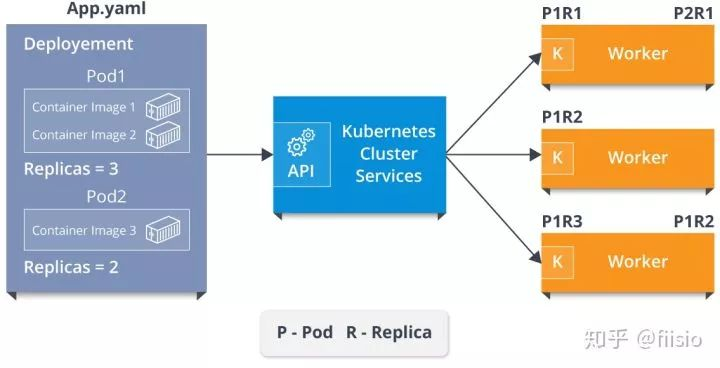 App.yaml
Deployement
Pod1
Container Image 1
Container Image 2
Replicas = 3
Pod2
Container Image 3
Replicas = 2
API
Kubernetes
Cluster
Services
P1R1 P2R1
K Worker
P1R2
K Worker
P1R3 P1R2
K Worker
P - Pod R - Replica
知乎 @fiisio